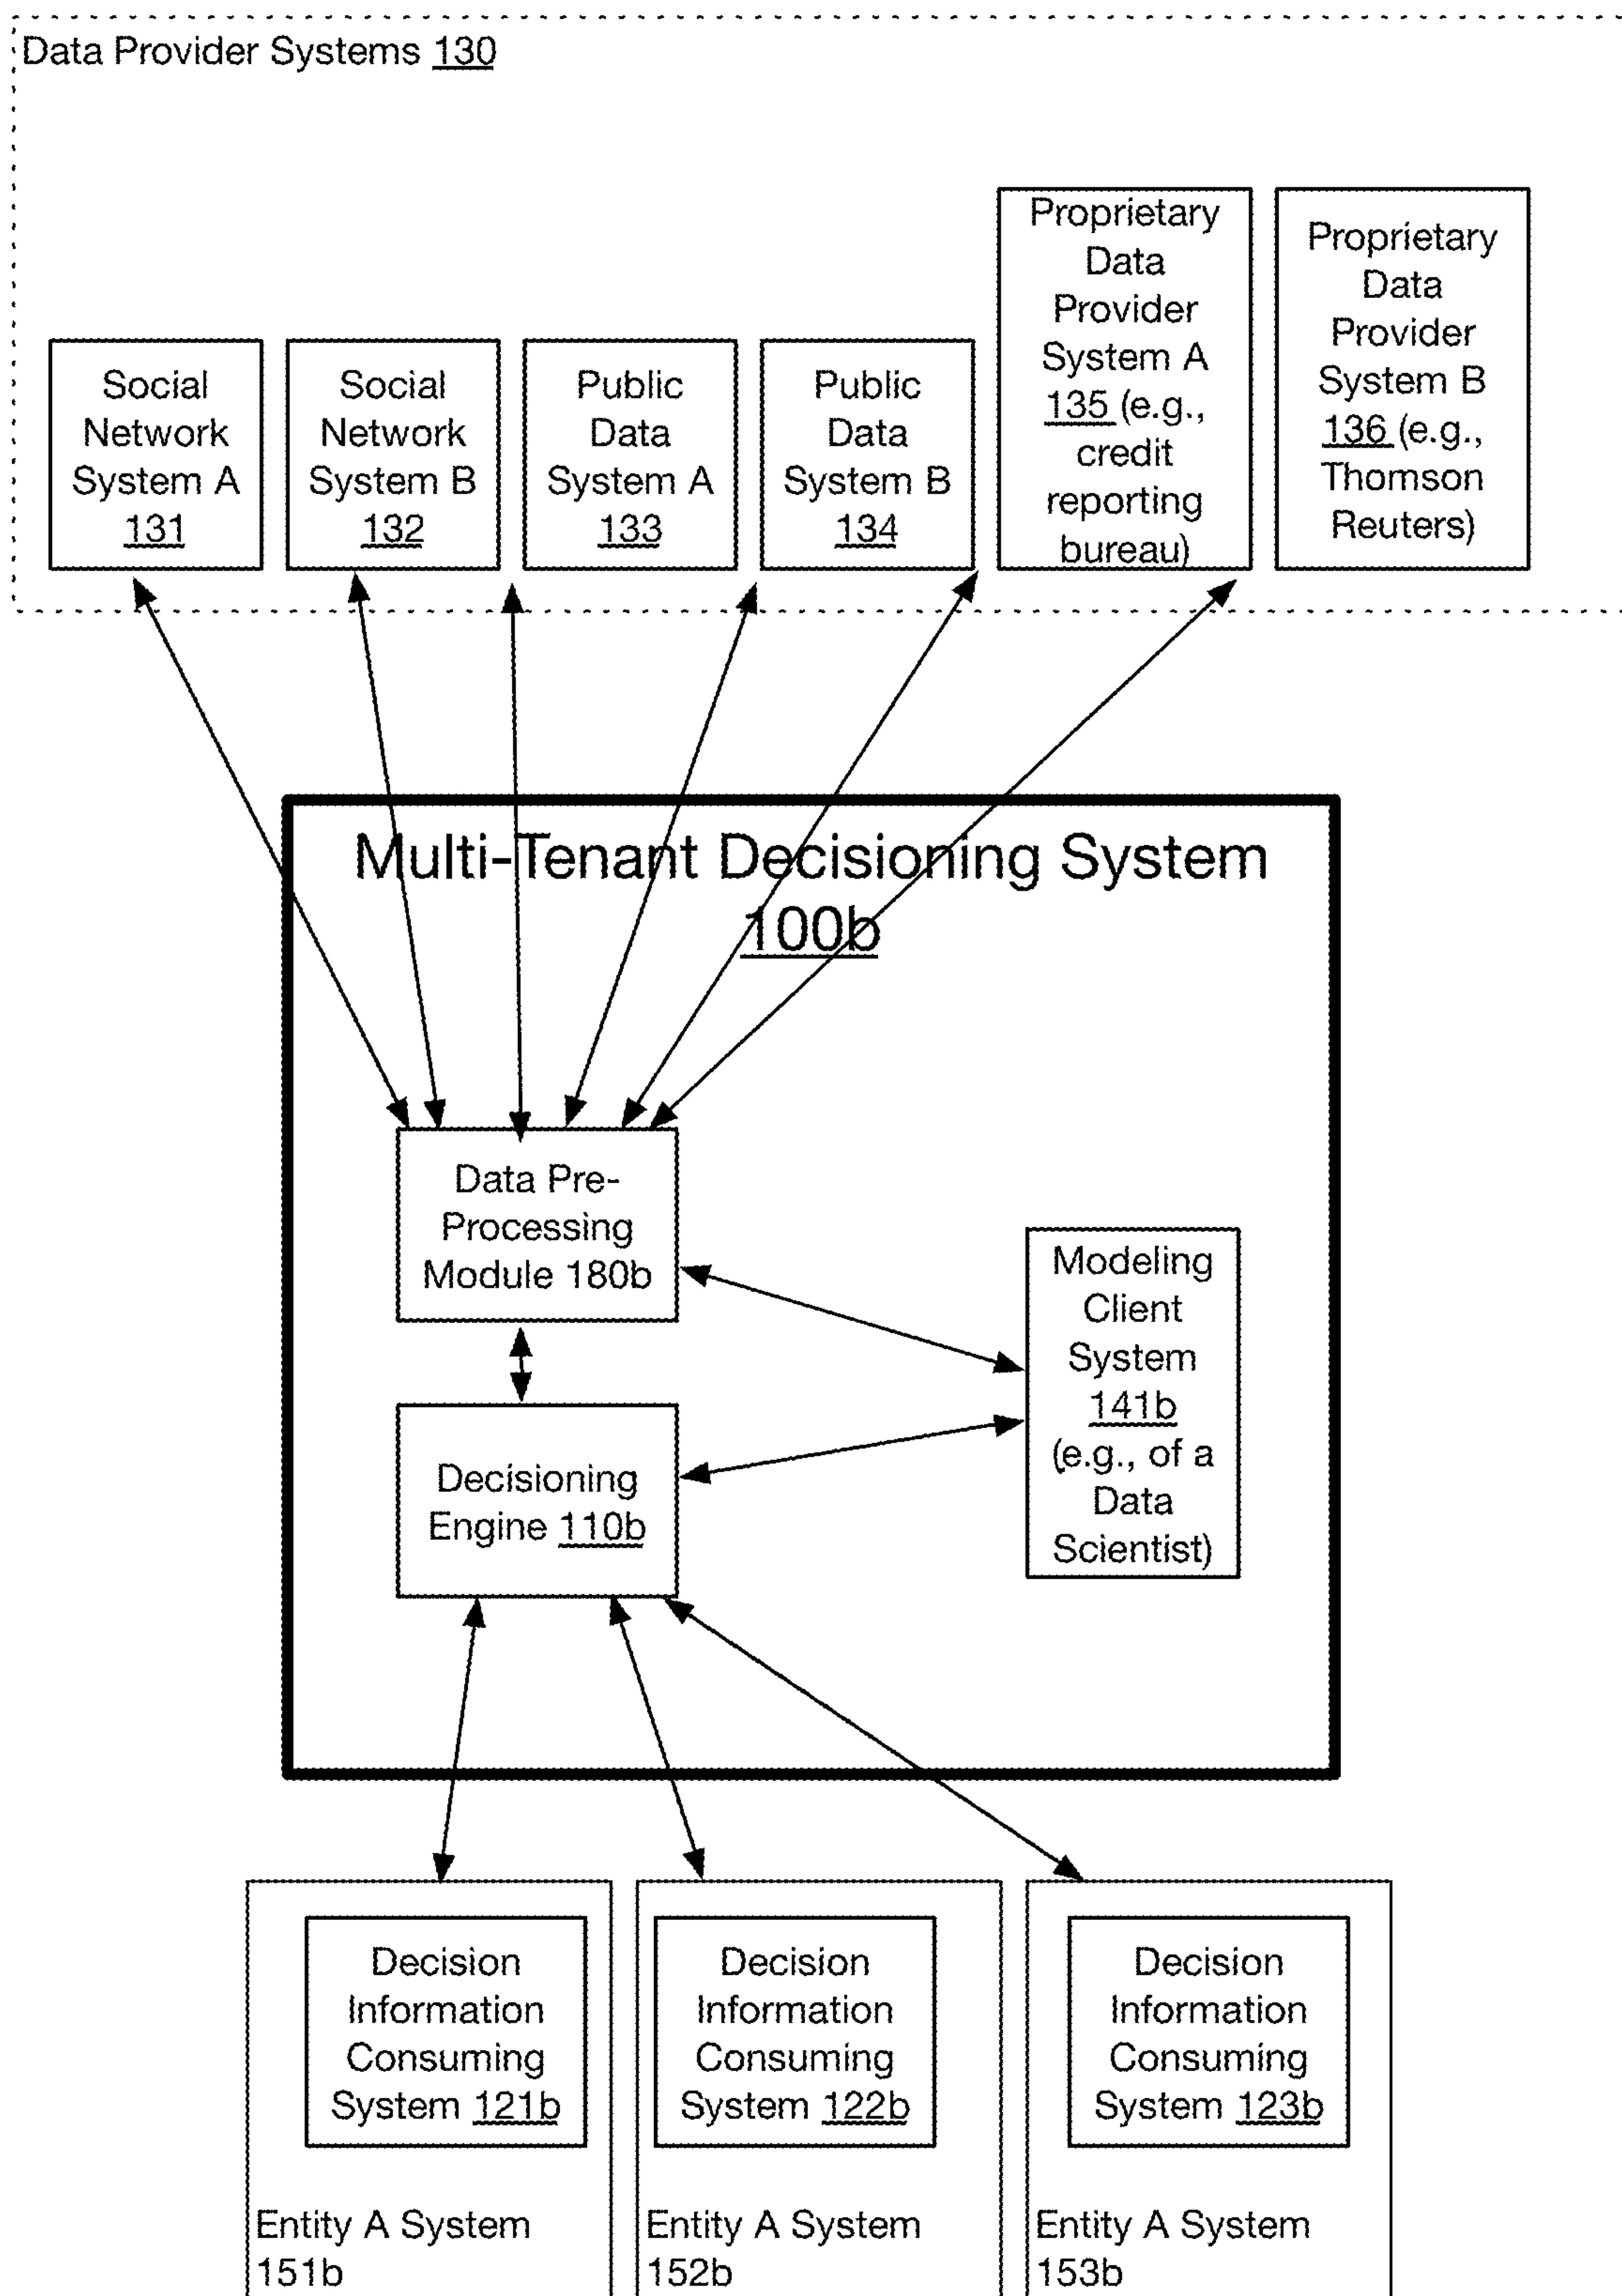 Data Provider Systems 130
Social
Network
System A
131
Social
Network
System B
132
Public
Data
System A
133
Public
Data
System B
134
Proprietary
Data
Provider
System A
135 (e.g.,
credit
reporting
bureau)
Proprietary
Data
Provider
System B
136 (e.g.,
Thomson
Reuters)
Multi-Tenant Decisioning System
100b
Data Pre-
Processing
Module 180b
Modeling
Client
System
141b
(e.g., of a
Data
Scientist)
Decisioning
Engine 110b
Decision
Information
Consuming
System 121b
Entity A System
151b
Decision
Information
Consuming
System 122b
Entity A System
152b
Decision
Information
Consuming
System 123b
Entity A System
153b